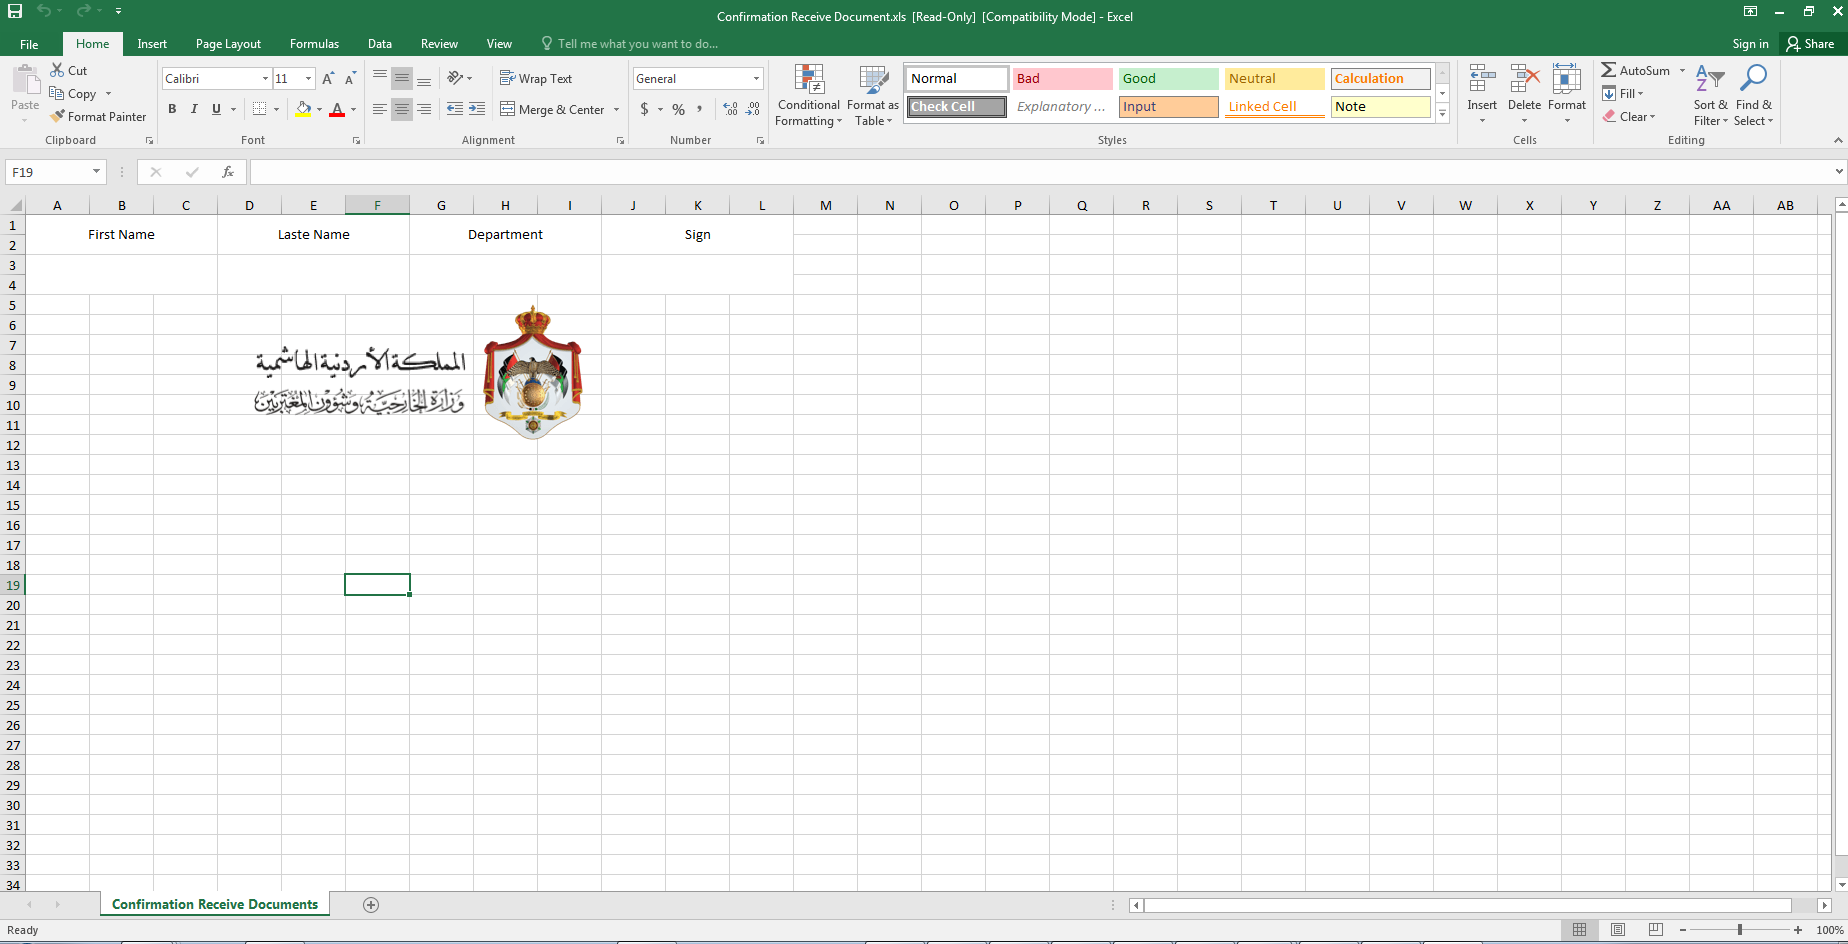 Confirmation Receive Document.xls [Read-Only] [Compatibility Mode] - Excel
File Home Insert Page Layout Formulas Data Review View Tell me what you want to do... Sign in Share
Paste
Cut
Copy
Format Painter
Clipboard
Calibri 11
B I U A
Font
Wrap Text
Merge & Center
Alignment
General
$ % ,
Number
Conditional Formatting
Format as Table
Normal Bad Good Neutral Calculation
Check Cell Explanatory ... Input Linked Cell Note
Styles
Insert Delete Format
Cells
AutoSum
Fill
Clear
Sort & Filter
Find & Select
Editing
F19 fx
A B C D E F G H I J K L M N O P Q R S T U V W X Y Z AA AB
1
First Name Laste Name Department Sign
2
3
4
5
6
7
8
المملكة الأردنية الهاشمية
9
10
وزارة الخارجية وشؤون المغتربين
11
12
13
14
15
16
17
18
19
20
21
22
23
24
25
26
27
28
29
30
31
32
33
34
Confirmation Receive Documents
Ready 100%